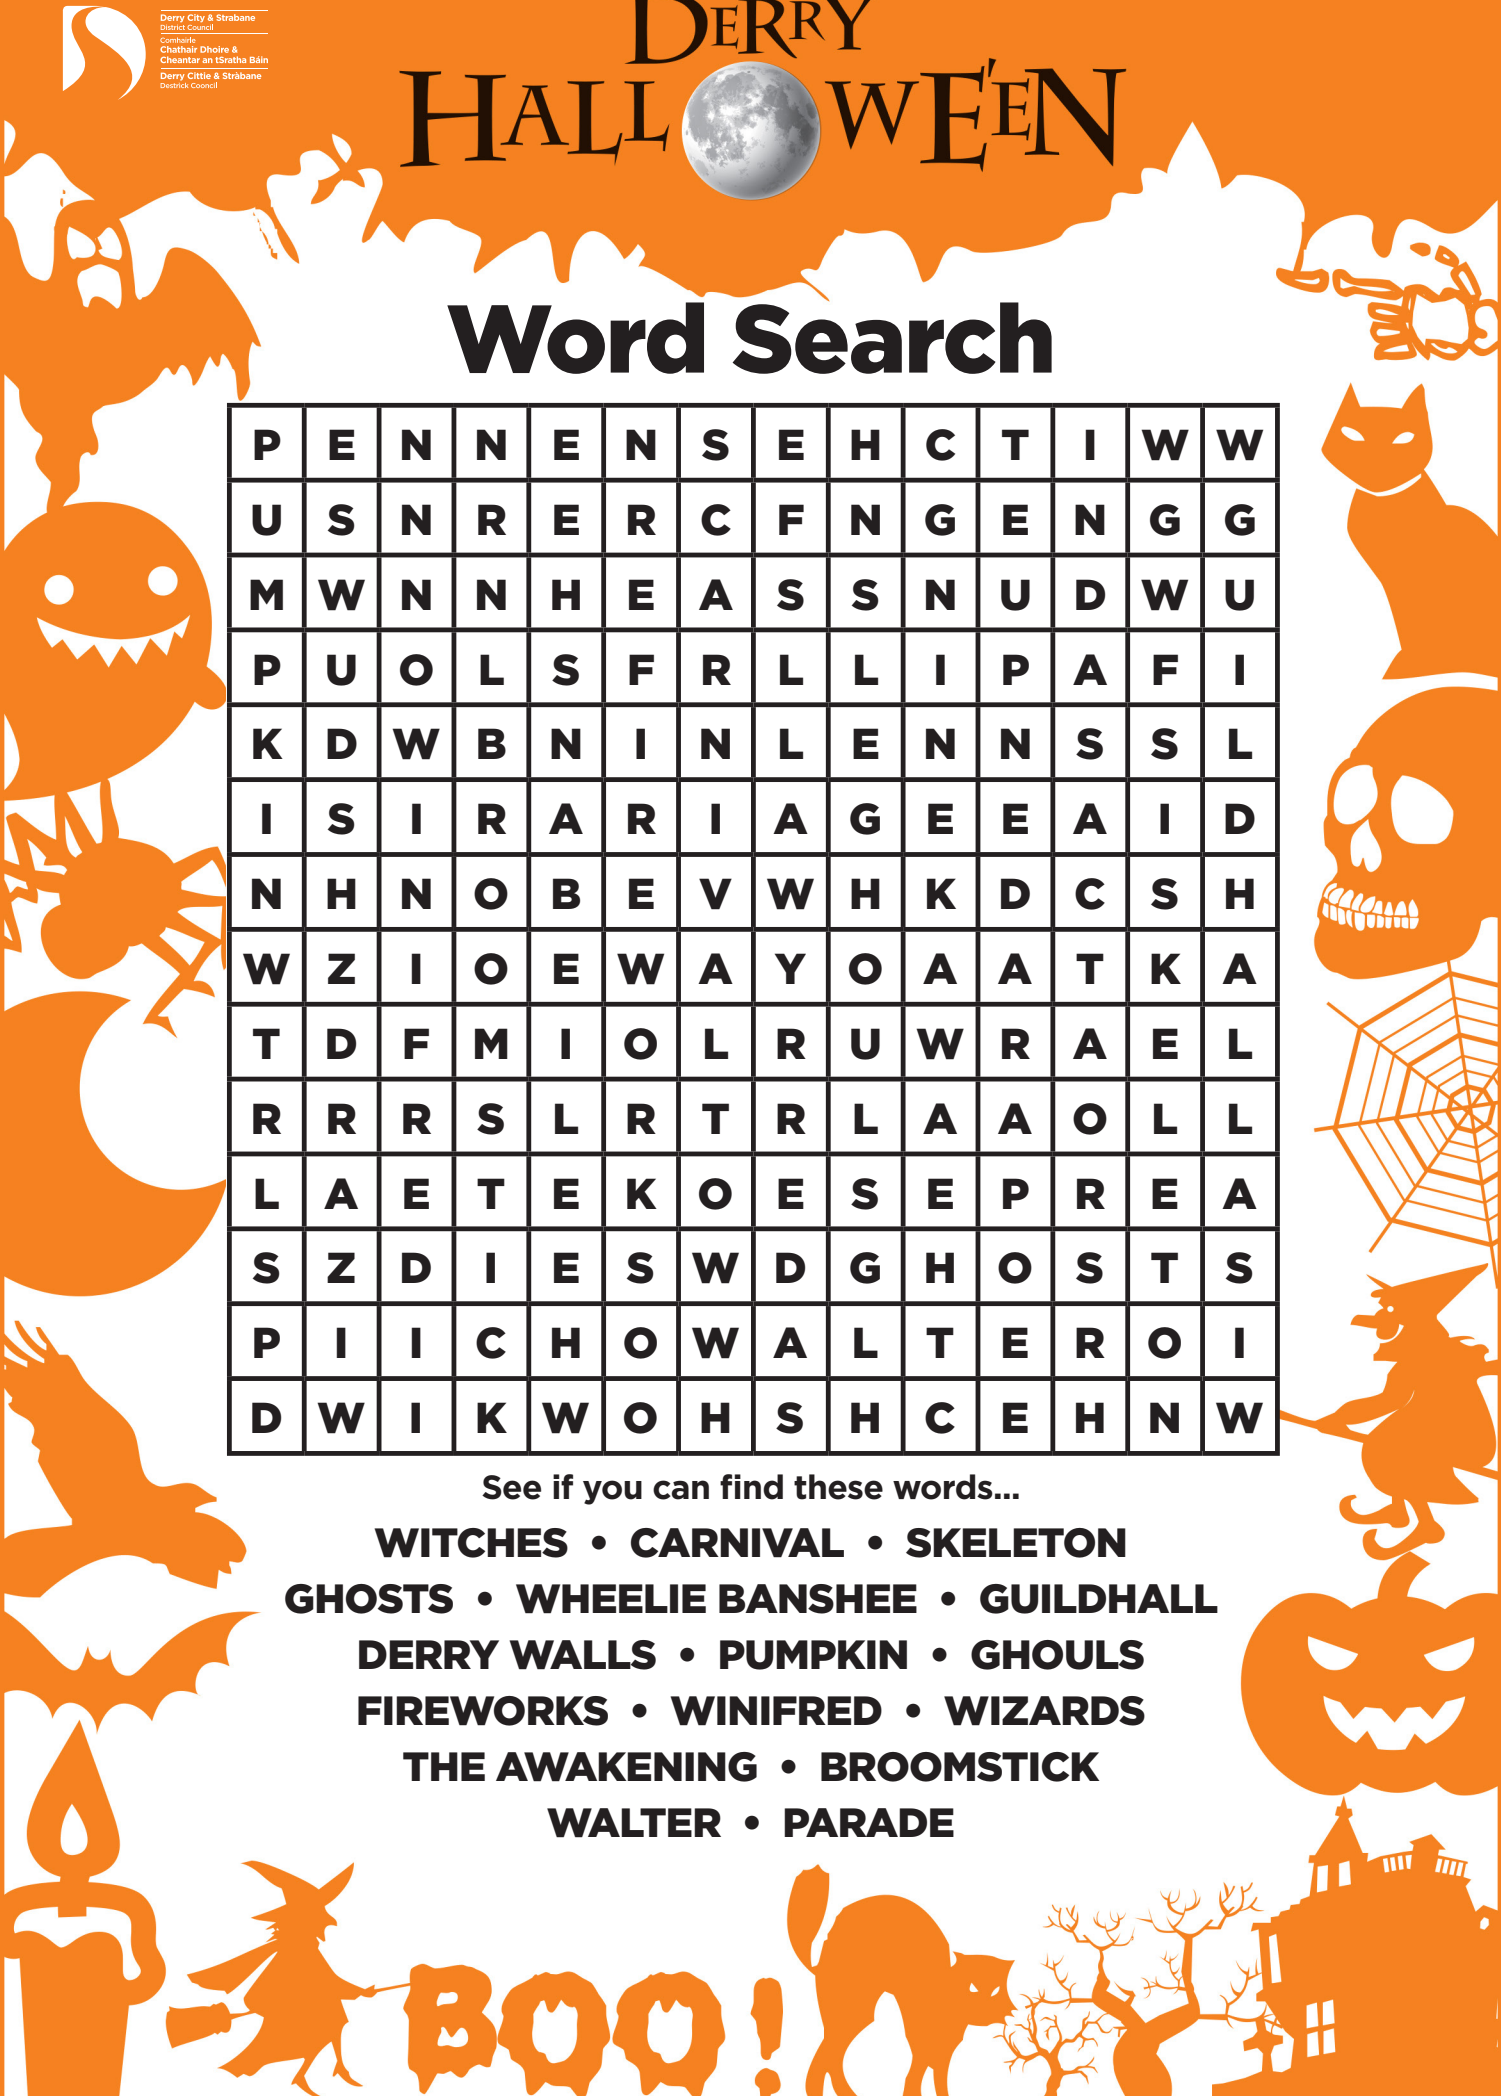 Derry City & Strabane
District Council
Comhairle
Chathair Dhoire &
Cheantar an tSratha Báin
Derry Cittie & Stràbane
Destrick Cooncil
DERRY
HALLOWE'EN
Word Search
P E N N E N S E H C T I W W
U S N R E R C F N G E N G G
M W N N H E A S S N U D W U
P U O L S F R L L I P A F I
K D W B N I N L E N N S S L
I S I R A R I A G E E A I D
N H N O B E V W H K D C S H
W Z I O E W A Y O A A T K A
T D F M I O L R U W R A E L
R R R S L R T R L A A O L L
L A E T E K O E S E P R E A
S Z D I E S W D G H O S T S
P I I C H O W A L T E R O I
D W I K W O H S H C E H N W
See if you can find these words...
WITCHES • CARNIVAL • SKELETON
GHOSTS • WHEELIE BANSHEE • GUILDHALL
DERRY WALLS • PUMPKIN • GHOULS
FIREWORKS • WINIFRED • WIZARDS
THE AWAKENING • BROOMSTICK
WALTER • PARADE
BOO!